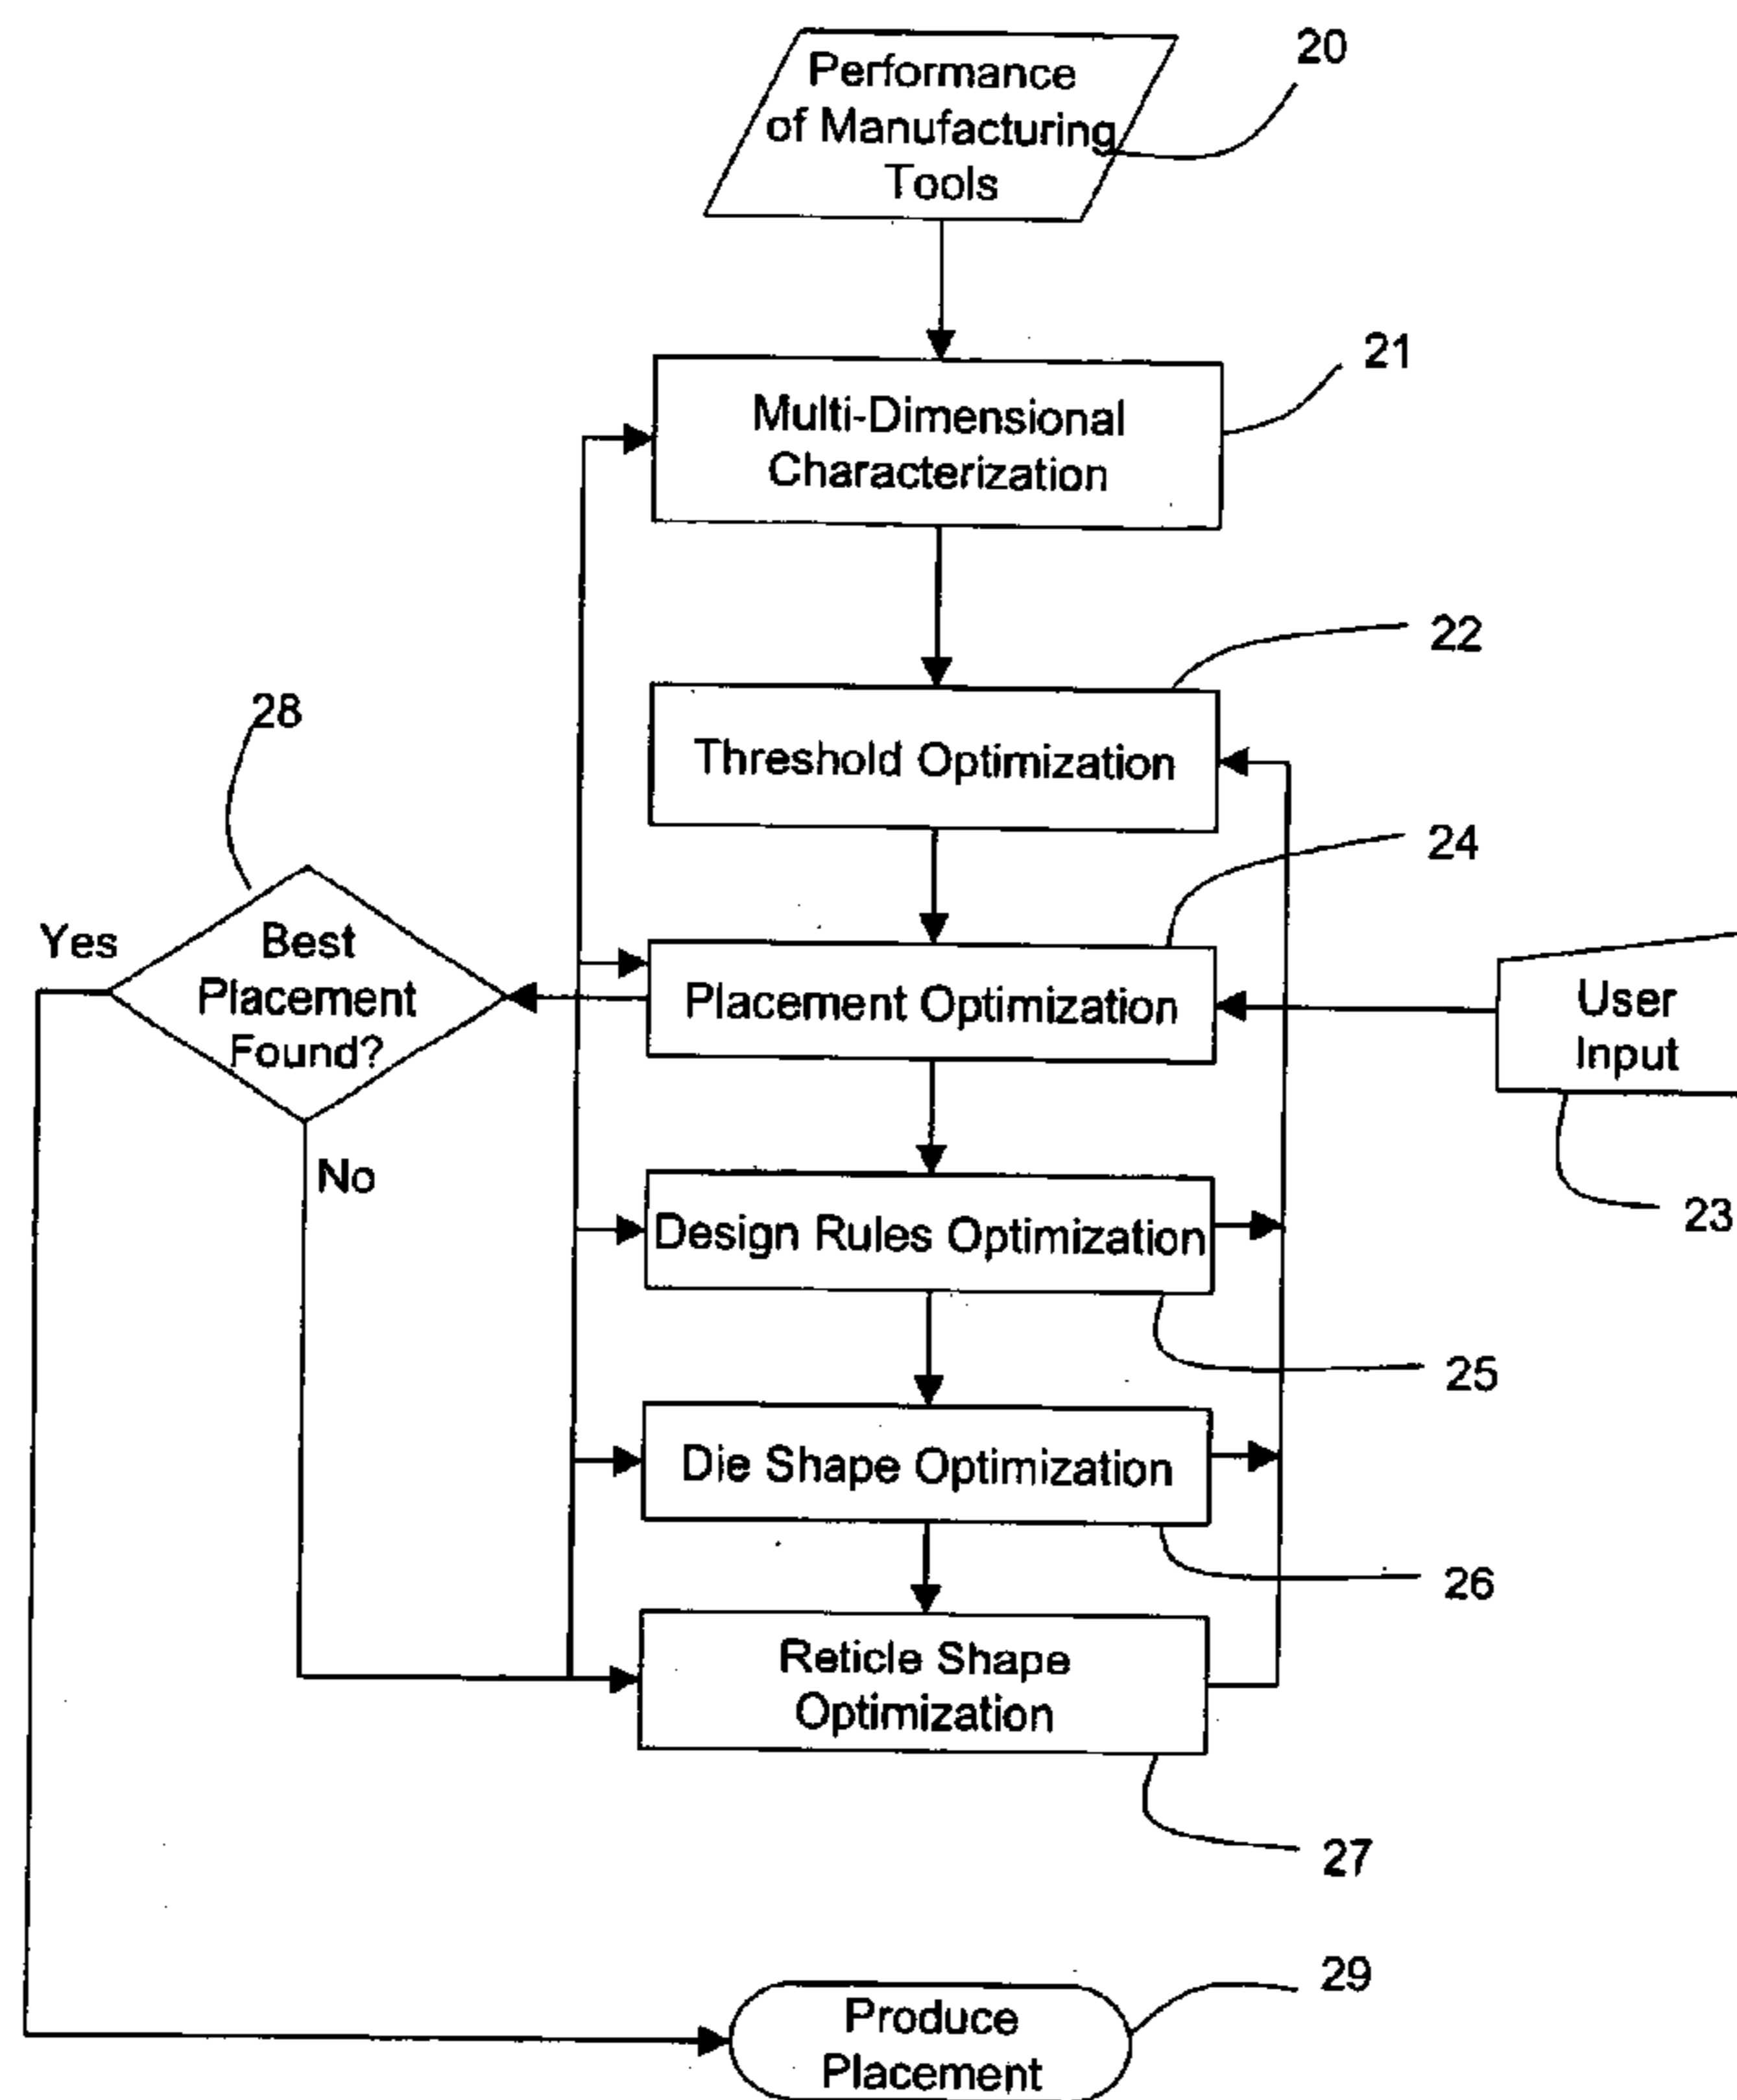 Performance
of Manufacturing
Tools
20
Multi-Dimensional
Characterization
21
Threshold Optimization
22
28
24
Yes
Best
Placement
Found?
Placement Optimization
User
Input
No
23
Design Rules Optimization
25
Die Shape Optimization
26
Reticle Shape
Optimization
27
29
Produce
Placement